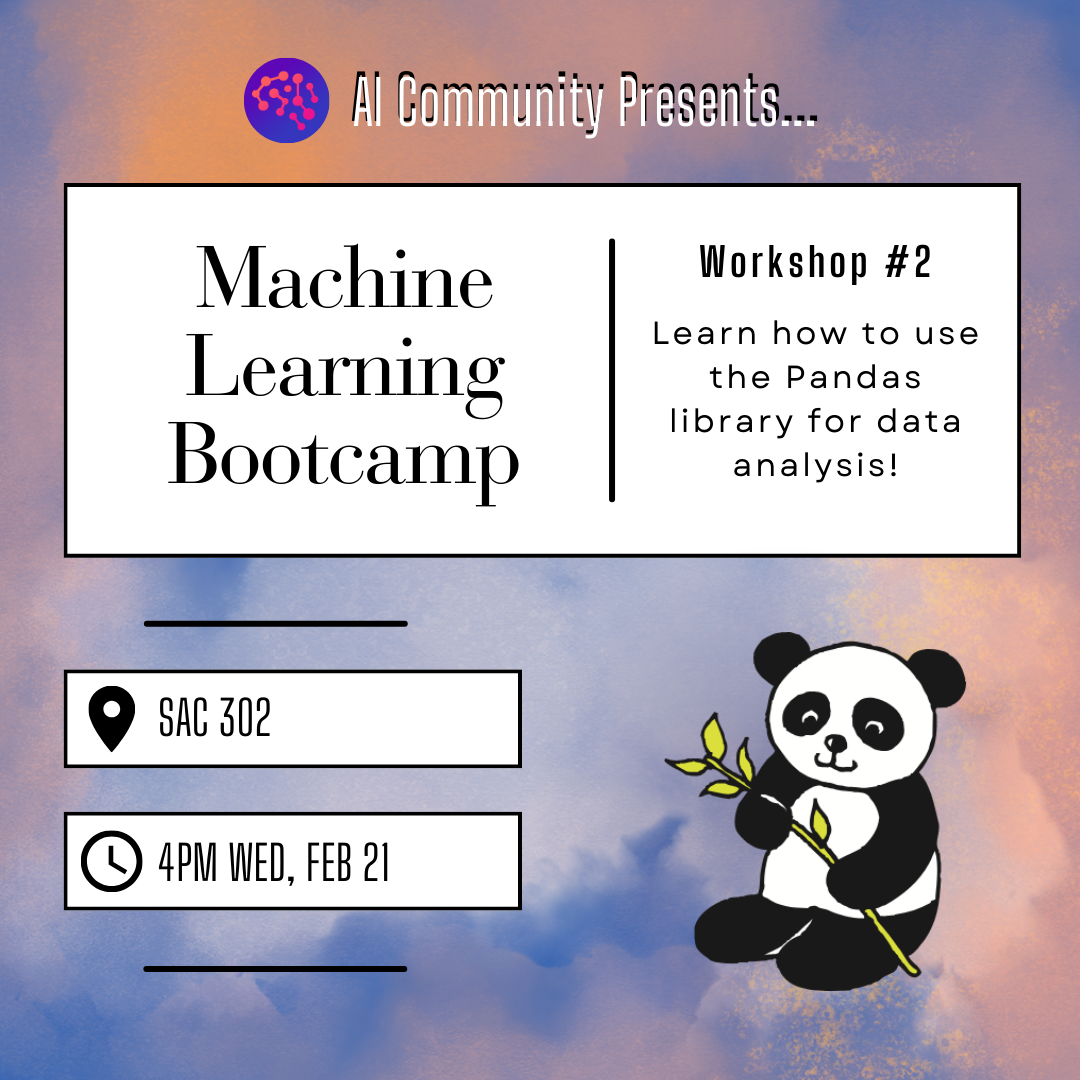 AI Community Presents...
Machine
Learning
Bootcamp
Workshop #2
Learn how to use
the Pandas
library for data
analysis!
SAC 302
4PM WED, FEB 21